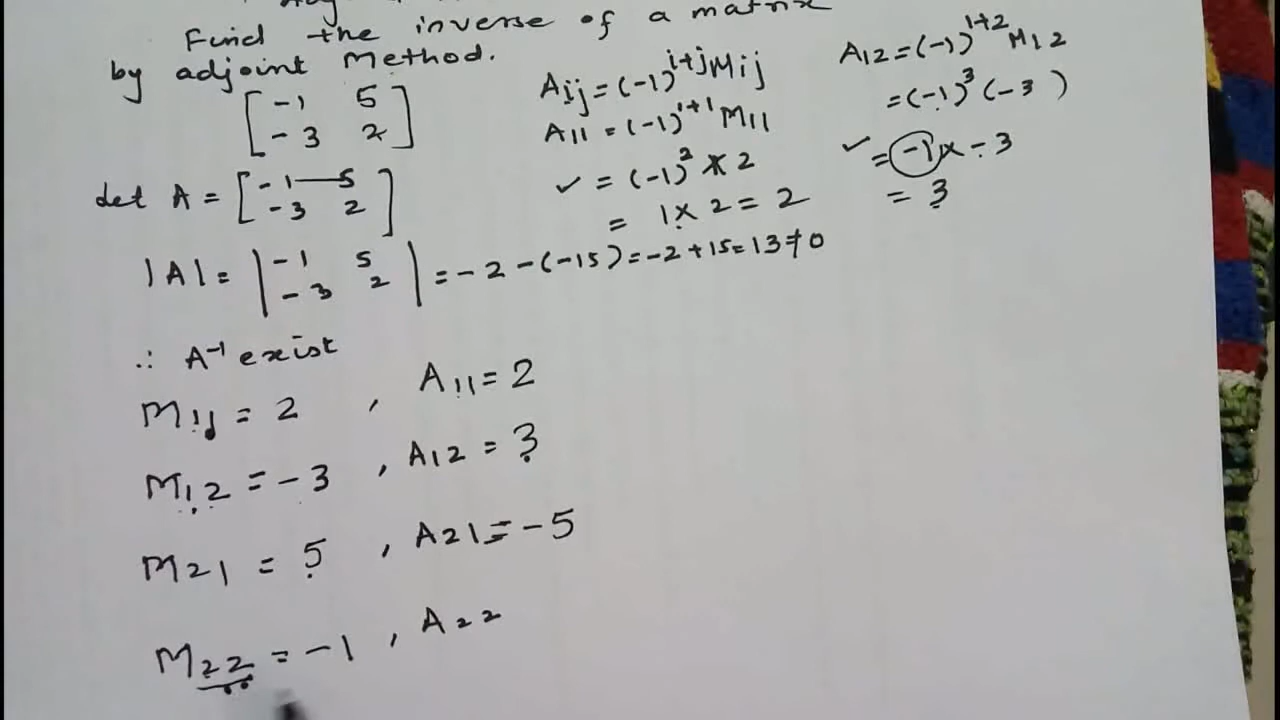 Find the inverse of a matrix
by adjoint Method.
[ -1 5
-3 2 ]
det A = [ -1 5
-3 2 ]
|A| = | -1 5
-3 2 | = -2 - (-15) = -2 + 15 = 13 ≠ 0
∴ A⁻¹ exist
M11 = 2 , A11 = 2
M12 = -3 , A12 = 3
M21 = 5 , A21 = -5
M22 = -1 , A22
Aij = (-1)^i+j Mij
A11 = (-1)^1+1 M11
✓ = (-1)^2 × 2
= 1 × 2 = 2
A12 = (-1)^1+2 M12
= (-1)^3 (-3)
✓ = -1 × -3
= 3